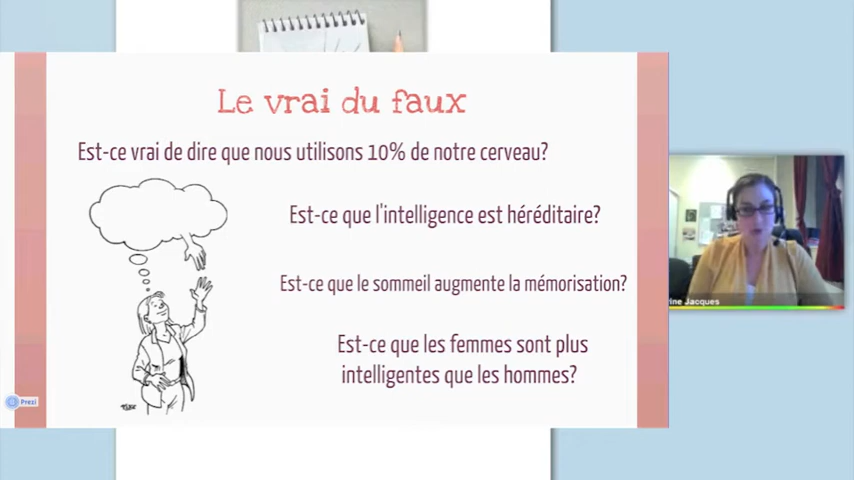 Le vrai du faux
Est-ce vrai de dire que nous utilisons 10% de notre cerveau?
Est-ce que l'intelligence est héréditaire?
Est-ce que le sommeil augmente la mémorisation?
Est-ce que les femmes sont plus
intelligentes que les hommes?
Prezi
Jacques